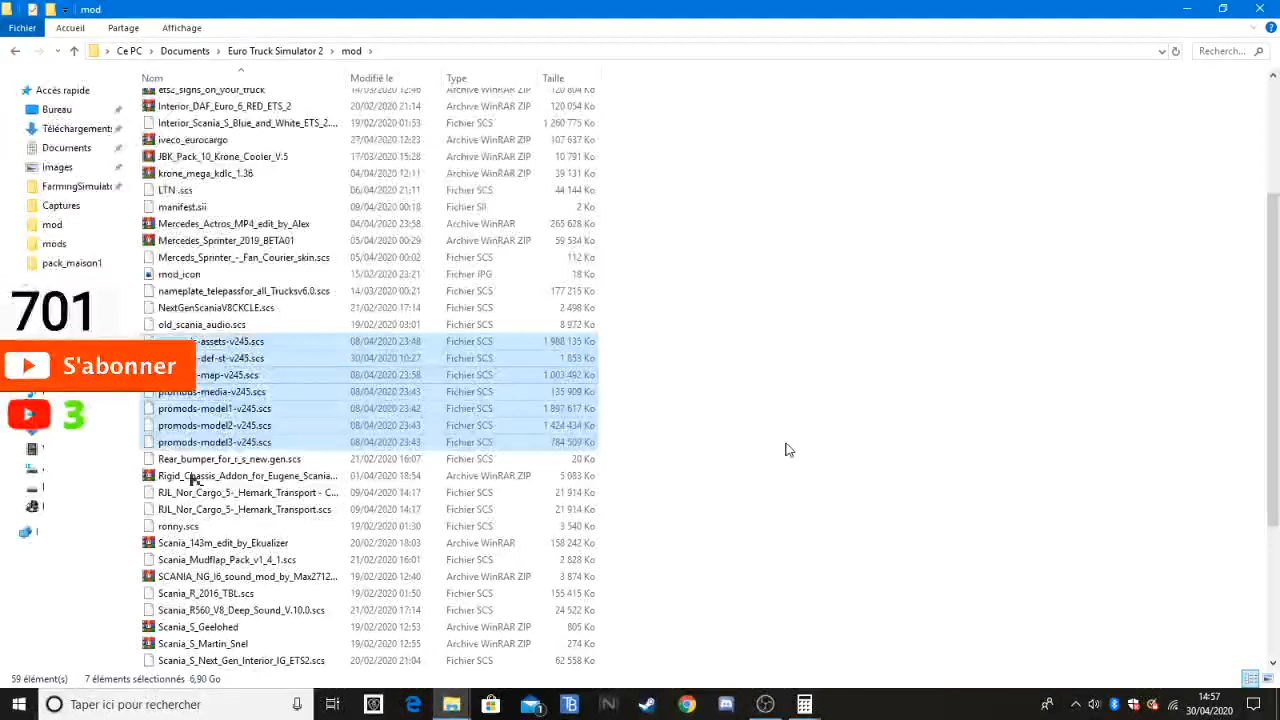 mod
Fichier Accueil Partage Affichage
Ce PC Documents Euro Truck Simulator 2 mod Recherch...
Nom Modifié le Type Taille
ets2_signs_on_your_truck 14/03/2020 12:46 Archive WinRAR ZIP 120 804 Ko
Interior_DAF_Euro_6_RED_ETS_2 20/02/2020 21:14 Archive WinRAR ZIP 120 054 Ko
Interior_Scania_S_Blue_and_White_ETS_2.... 19/02/2020 01:53 Fichier SCS 1 260 775 Ko
iveco_eurocargo 27/04/2020 12:23 Archive WinRAR ZIP 107 637 Ko
JBK_Pack_10_Krone_Cooler_V.5 17/03/2020 15:28 Archive WinRAR ZIP 10 791 Ko
krone_mega_kdlc_1.36 04/04/2020 12:11 Archive WinRAR ZIP 39 131 Ko
LTN .scs 06/04/2020 21:11 Fichier SCS 44 144 Ko
manifest.sii 09/04/2020 00:18 Fichier SII 2 Ko
Mercedes_Actros_MP4_edit_by_Alex 04/04/2020 23:58 Archive WinRAR 265 628 Ko
Mercedes_Sprinter_2019_BETA01 05/04/2020 00:29 Archive WinRAR ZIP 59 534 Ko
Merceds_Sprinter_-_Fan_Courier_skin.scs 05/04/2020 00:02 Fichier SCS 112 Ko
mod_icon 15/02/2020 23:21 Fichier JPG 18 Ko
nameplate_telepassfor_all_Trucksv6.0.scs 14/03/2020 00:21 Fichier SCS 177 215 Ko
NextGenScaniaV8CKCLE.scs 21/02/2020 17:14 Fichier SCS 2 498 Ko
old_scania_audio.scs 19/02/2020 03:01 Fichier SCS 8 972 Ko
-assets-v245.scs 08/04/2020 23:48 Fichier SCS 1 988 135 Ko
-def-st-v245.scs 30/04/2020 10:27 Fichier SCS 1 853 Ko
-map-v245.scs 08/04/2020 23:58 Fichier SCS 1 003 492 Ko
promods-media-v245.scs 08/04/2020 23:43 Fichier SCS 135 909 Ko
promods-model1-v245.scs 08/04/2020 23:42 Fichier SCS 1 897 617 Ko
promods-model2-v245.scs 08/04/2020 23:43 Fichier SCS 1 424 434 Ko
promods-model3-v245.scs 08/04/2020 23:43 Fichier SCS 784 509 Ko
Rear_bumper_for_r_s_new.gen.scs 21/02/2020 16:07 Fichier SCS 20 Ko
Rigid_Chassis_Addon_for_Eugene_Scania... 01/04/2020 18:54 Archive WinRAR ZIP 5 083 Ko
RJL_Nor_Cargo_5-_Hemark_Transport - C... 09/04/2020 14:17 Fichier SCS 21 914 Ko
RJL_Nor_Cargo_5-_Hemark_Transport.scs 09/04/2020 14:17 Fichier SCS 21 914 Ko
ronny.scs 19/02/2020 01:30 Fichier SCS 3 540 Ko
Scania_143m_edit_by_Ekualizer 20/02/2020 18:03 Archive WinRAR 158 242 Ko
Scania_Mudflap_Pack_v1_4_1.scs 21/02/2020 16:01 Fichier SCS 2 828 Ko
SCANIA_NG_I6_sound_mod_by_Max2712... 19/02/2020 12:40 Archive WinRAR ZIP 3 874 Ko
Scania_R_2016_TBL.scs 19/02/2020 01:50 Fichier SCS 155 415 Ko
Scania_R560_V8_Deep_Sound_V.10.0.scs 21/02/2020 17:14 Fichier SCS 24 522 Ko
Scania_S_Geelohed 19/02/2020 12:53 Archive WinRAR ZIP 805 Ko
Scania_S_Martin_Snel 19/02/2020 12:55 Archive WinRAR ZIP 274 Ko
Scania_S_Next_Gen_Interior_IG_ETS2.scs 20/02/2020 21:04 Fichier SCS 62 558 Ko
Accès rapide
Bureau
Téléchargements
Documents
Images
FarmingSimulat
Captures
mod
mods
pack_maison1
701
S'abonner
3
59 élément(s) 7 éléments sélectionnés 6,90 Go
Taper ici pour rechercher
14:57
30/04/2020